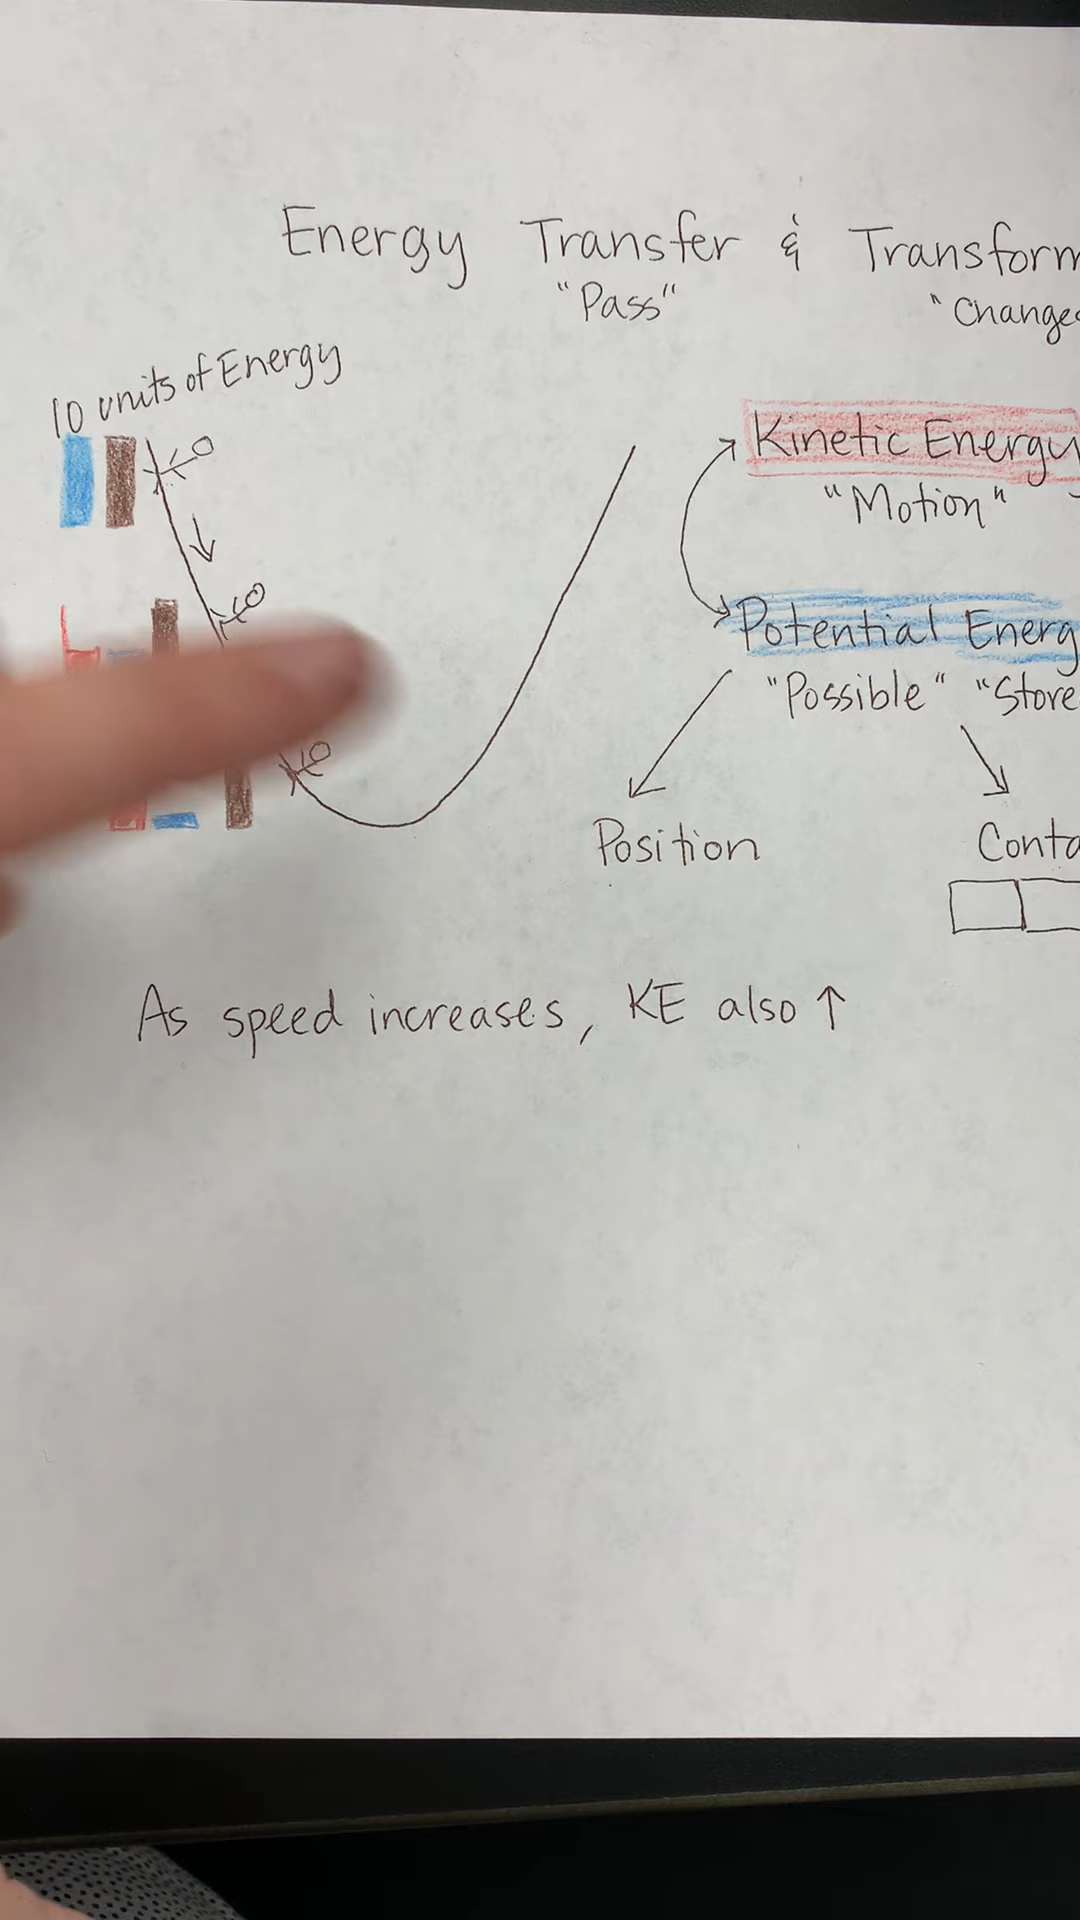 Energy Transfer & Transform
"Pass"
"Change
10 units of Energy
Kinetic Energy
"Motion"
Potential Energ
"Possible" "Store
Position
Conta
As speed increases, KE also ↑